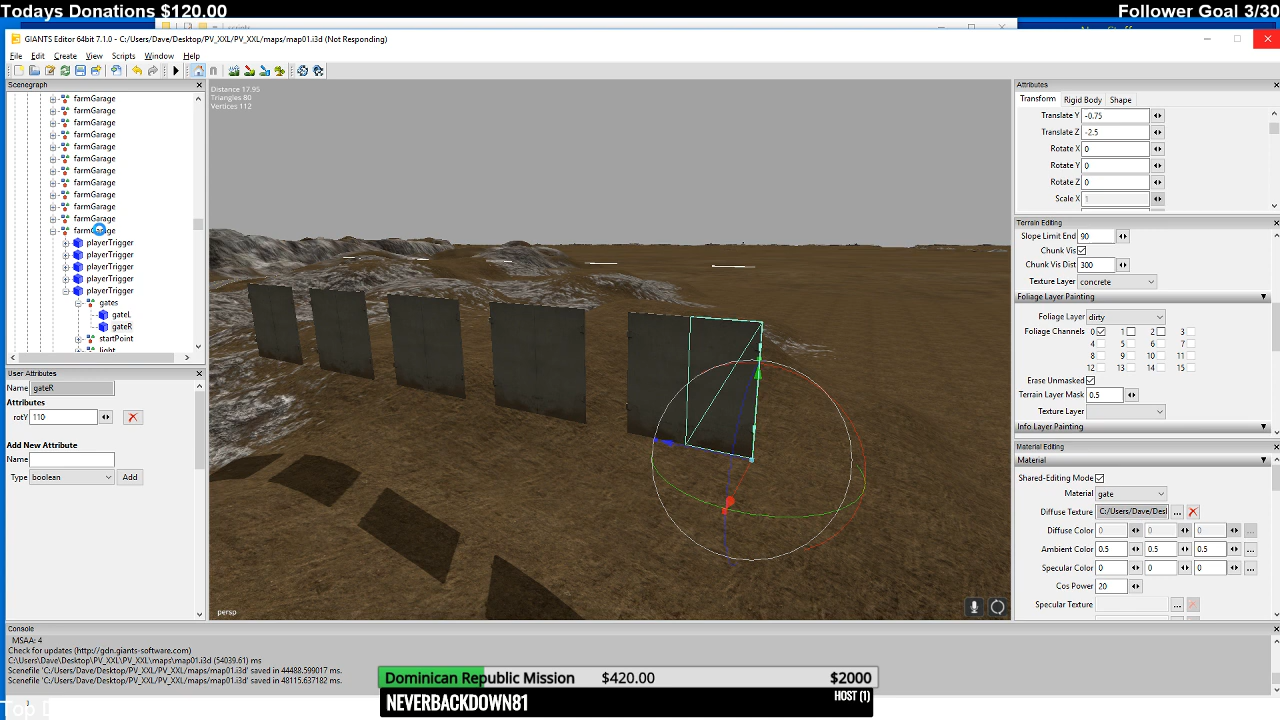 Todays Donations $120.00
Follower Goal 3/30
GIANTS Editor 64bit 7.1.0 - C:/Users/Dave/Desktop/PV_XXL/PV_XXL/maps/map01.i3d (Not Responding)
File Edit Create View Scripts Window Help
Scenegraph
farmGarage
farmGarage
farmGarage
farmGarage
farmGarage
farmGarage
farmGarage
farmGarage
farmGarage
farmGarage
farmGarage
farmGarage
playerTrigger
playerTrigger
playerTrigger
playerTrigger
playerTrigger
gates
gateL
gateR
startPoint
light
User Attributes
Name gateR
Attributes
rotY 110
Add New Attribute
Name
Type boolean Add
Distance 17.95
Triangles 80
Vertices 112
persp
Attributes
Transform Rigid Body Shape
Translate Y -0.75
Translate Z -2.5
Rotate X 0
Rotate Y 0
Rotate Z 0
Scale X 1
Terrain Editing
Slope Limit End 90
Chunk Vis
Chunk Vis Dist 300
Texture Layer concrete
Foliage Layer Painting
Foliage Layer dirty
Foliage Channels 0 1 2 3
4 5 6 7
8 9 10 11
12 13 14 15
Erase Unmasked
Terrain Layer Mask 0.5
Texture Layer
Info Layer Painting
Material Editing
Material
Shared-Editing Mode
Material gate
Diffuse Texture C:/Users/Dave/Desl ...
Diffuse Color 0 0 0 ...
Ambient Color 0.5 0.5 0.5 ...
Specular Color 0 0 0 ...
Cos Power 20
Specular Texture ...
Console
MSAA: 4
Check for updates (http://gdn.giants-software.com)
C:\Users\Dave\Desktop\PV_XXL\PV_XXL\maps\map01.i3d (54039.61) ms
Scenefile 'C:/Users/Dave/Desktop/PV_XXL/PV_XXL/maps/map01.i3d' saved in 44488.599017 ms.
Scenefile 'C:/Users/Dave/Desktop/PV_XXL/PV_XXL/maps/map01.i3d' saved in 48115.637182 ms.
Dominican Republic Mission $420.00 $2000
NEVERBACKDOWN81 HOST (1)